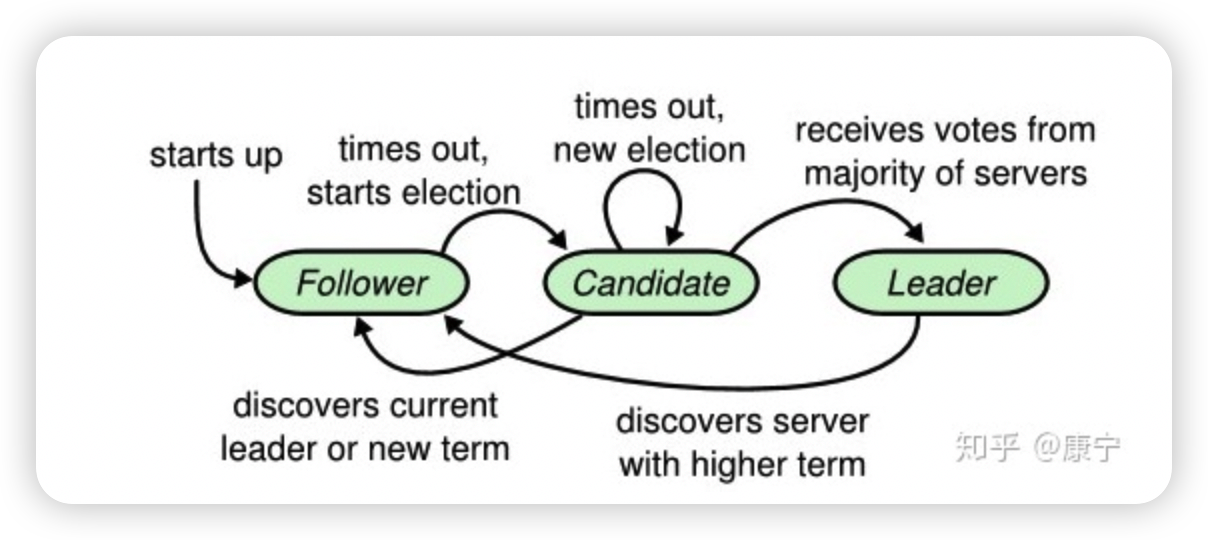 times out,
new election
receives votes from
majority of servers
starts up
times out,
starts election
Follower
Candidate
Leader
discovers current
leader or new term
discovers server
with higher term
知乎 @康宁